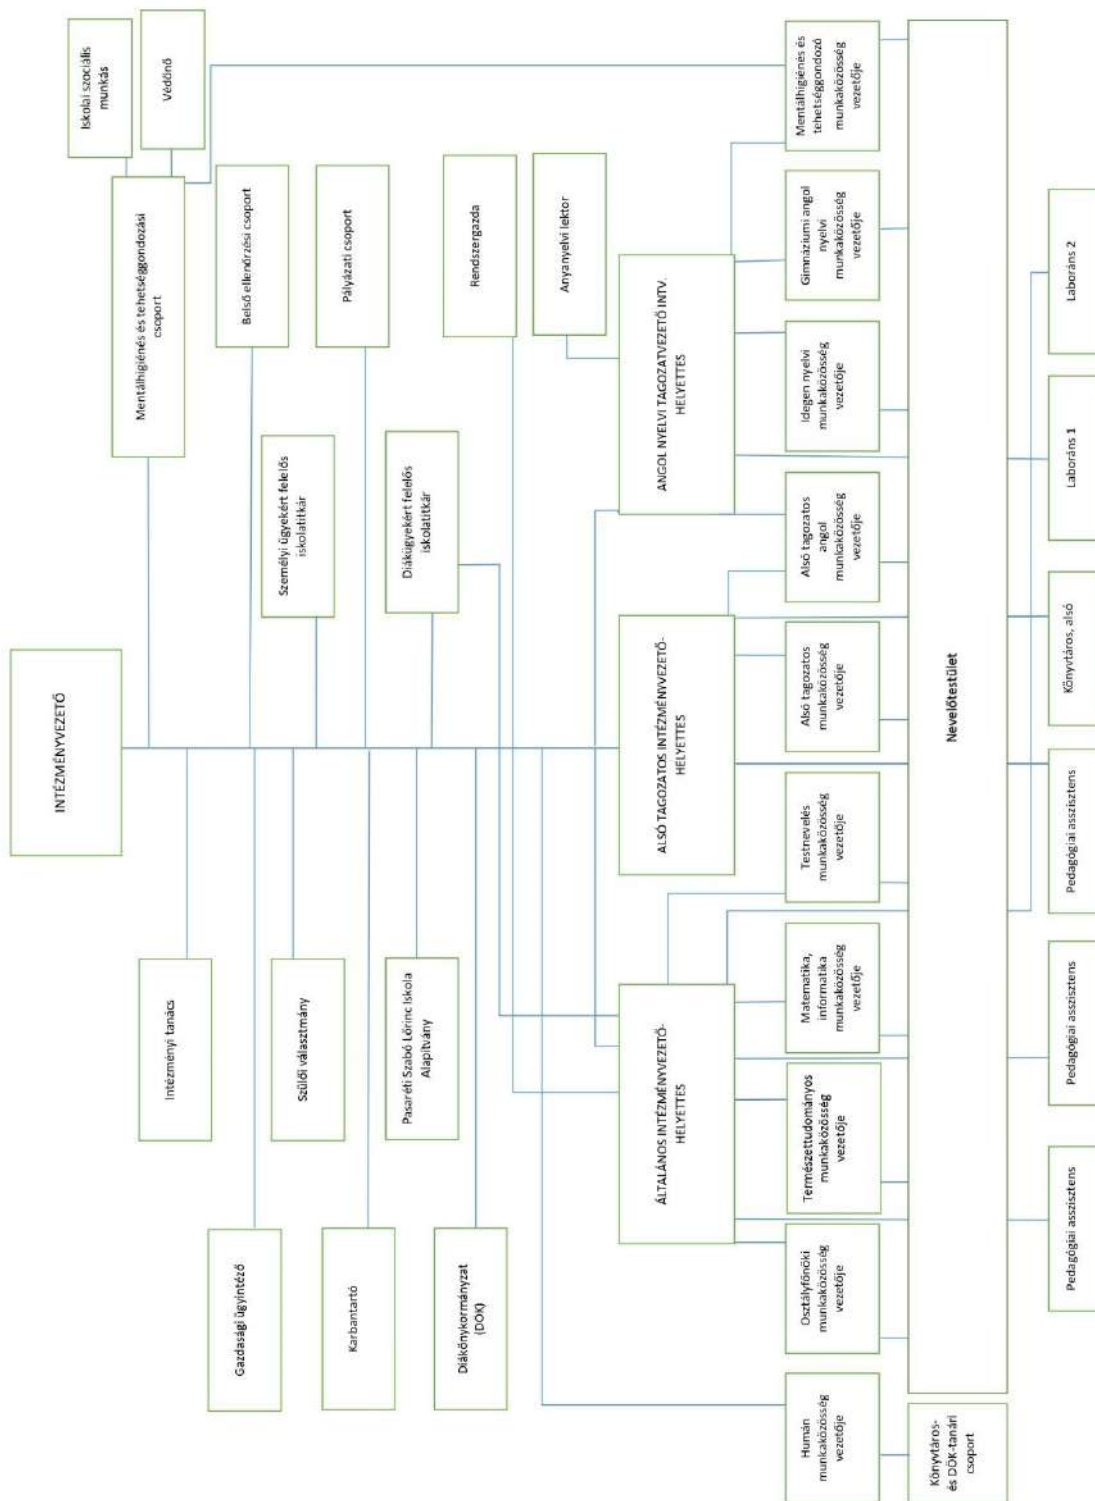 INTÉZMÉNYVEZETŐ
Iskolai szociális
munkás
Védőnő
Mentálhigiénés és tehetséggondozási
csoport
Intézményi tanács
Belső ellenőrzési csoport
Gazdasági ügyintéző
Személyi ügyekért felelős
iskolatitkár
Szülői választmány
Pályázati csoport
Karbantartó
Diákügyekért felelős
iskolatitkár
Pasaréti Szabó Lőrinc Iskola
Alapítvány
Rendszergazda
Diákönykormányzat
(DÖK)
Anyanyelvi lektor
ÁLTALÁNOS INTÉZMÉNYVEZETŐ-
HELYETTES
ALSÓ TAGOZATOS INTÉZMÉNYVEZETŐ-
HELYETTES
ANGOL NYELVI TAGOZATVEZETŐ INTV.
HELYETTES
Humán
munkaközösség
vezetője
Osztályfőnöki
munkaközösség
vezetője
Természettudományos
munkaközösség
vezetője
Matematika,
informatika
munkaközösség
vezetője
Testnevelés
munkaközösség
vezetője
Alsó tagozatos
munkaközösség
vezetője
Alsó tagozatos
angol
munkaközösség
vezetője
Idegen nyelvi
munkaközösség
vezetője
Gimnáziumi angol
nyelvi
munkaközösség
vezetője
Mentálhigiénés és
tehetséggondozó
munkaközösség
vezetője
Könyvtáros-
és DÖK-tanári
csoport
Nevelőtestület
Pedagógiai asszisztens
Pedagógiai asszisztens
Pedagógiai asszisztens
Könyvtáros, alsó
Laboráns 1
Laboráns 2